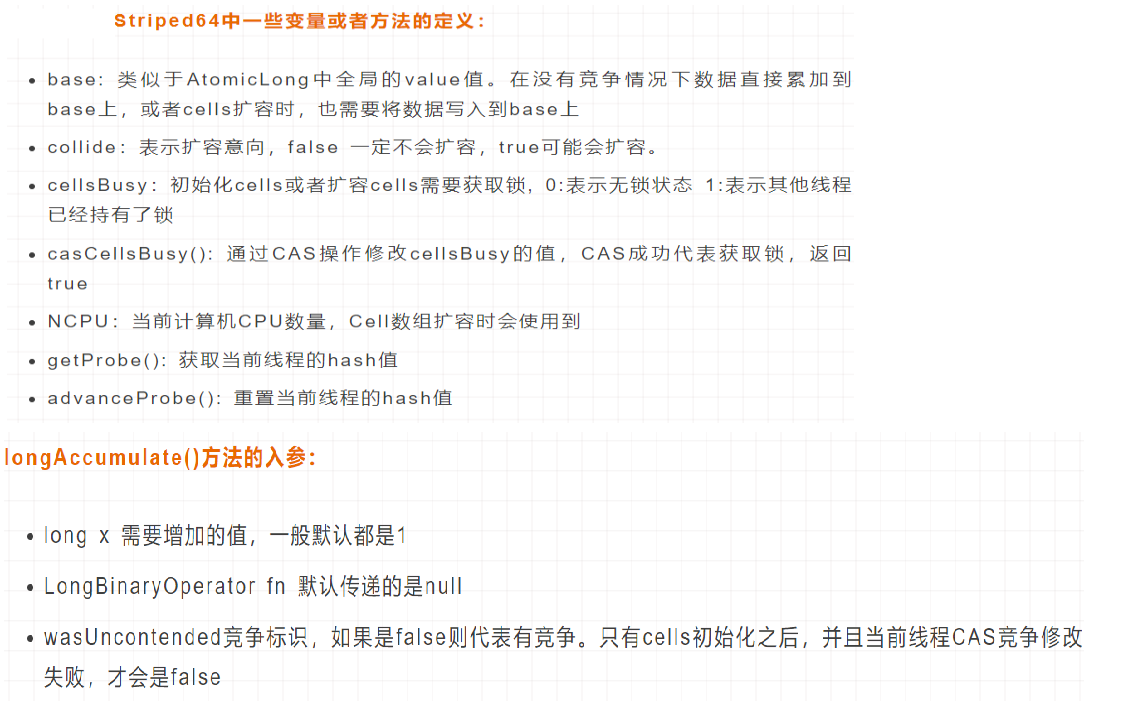 Striped64中一些变量或者方法的定义：
• base: 类似于AtomicLong中全局的value值。在没有竞争情况下数据直接累加到
base上，或者cells扩容时，也需要将数据写入到base上
• collide：表示扩容意向，false 一定不会扩容，true可能会扩容。
• cellsBusy：初始化cells或者扩容cells需要获取锁，0:表示无锁状态 1:表示其他线程
已经持有了锁
• casCellsBusy(): 通过CAS操作修改cellsBusy的值，CAS成功代表获取锁，返回
true
• NCPU：当前计算机CPU数量，Cell数组扩容时会使用到
• getProbe(): 获取当前线程的hash值
• advanceProbe(): 重置当前线程的hash值
longAccumulate()方法的入参：
• long x 需要增加的值，一般默认都是1
• LongBinaryOperator fn 默认传递的是null
• wasUncontended竞争标识，如果是false则代表有竞争。只有cells初始化之后，并且当前线程CAS竞争修改
失败，才会是false